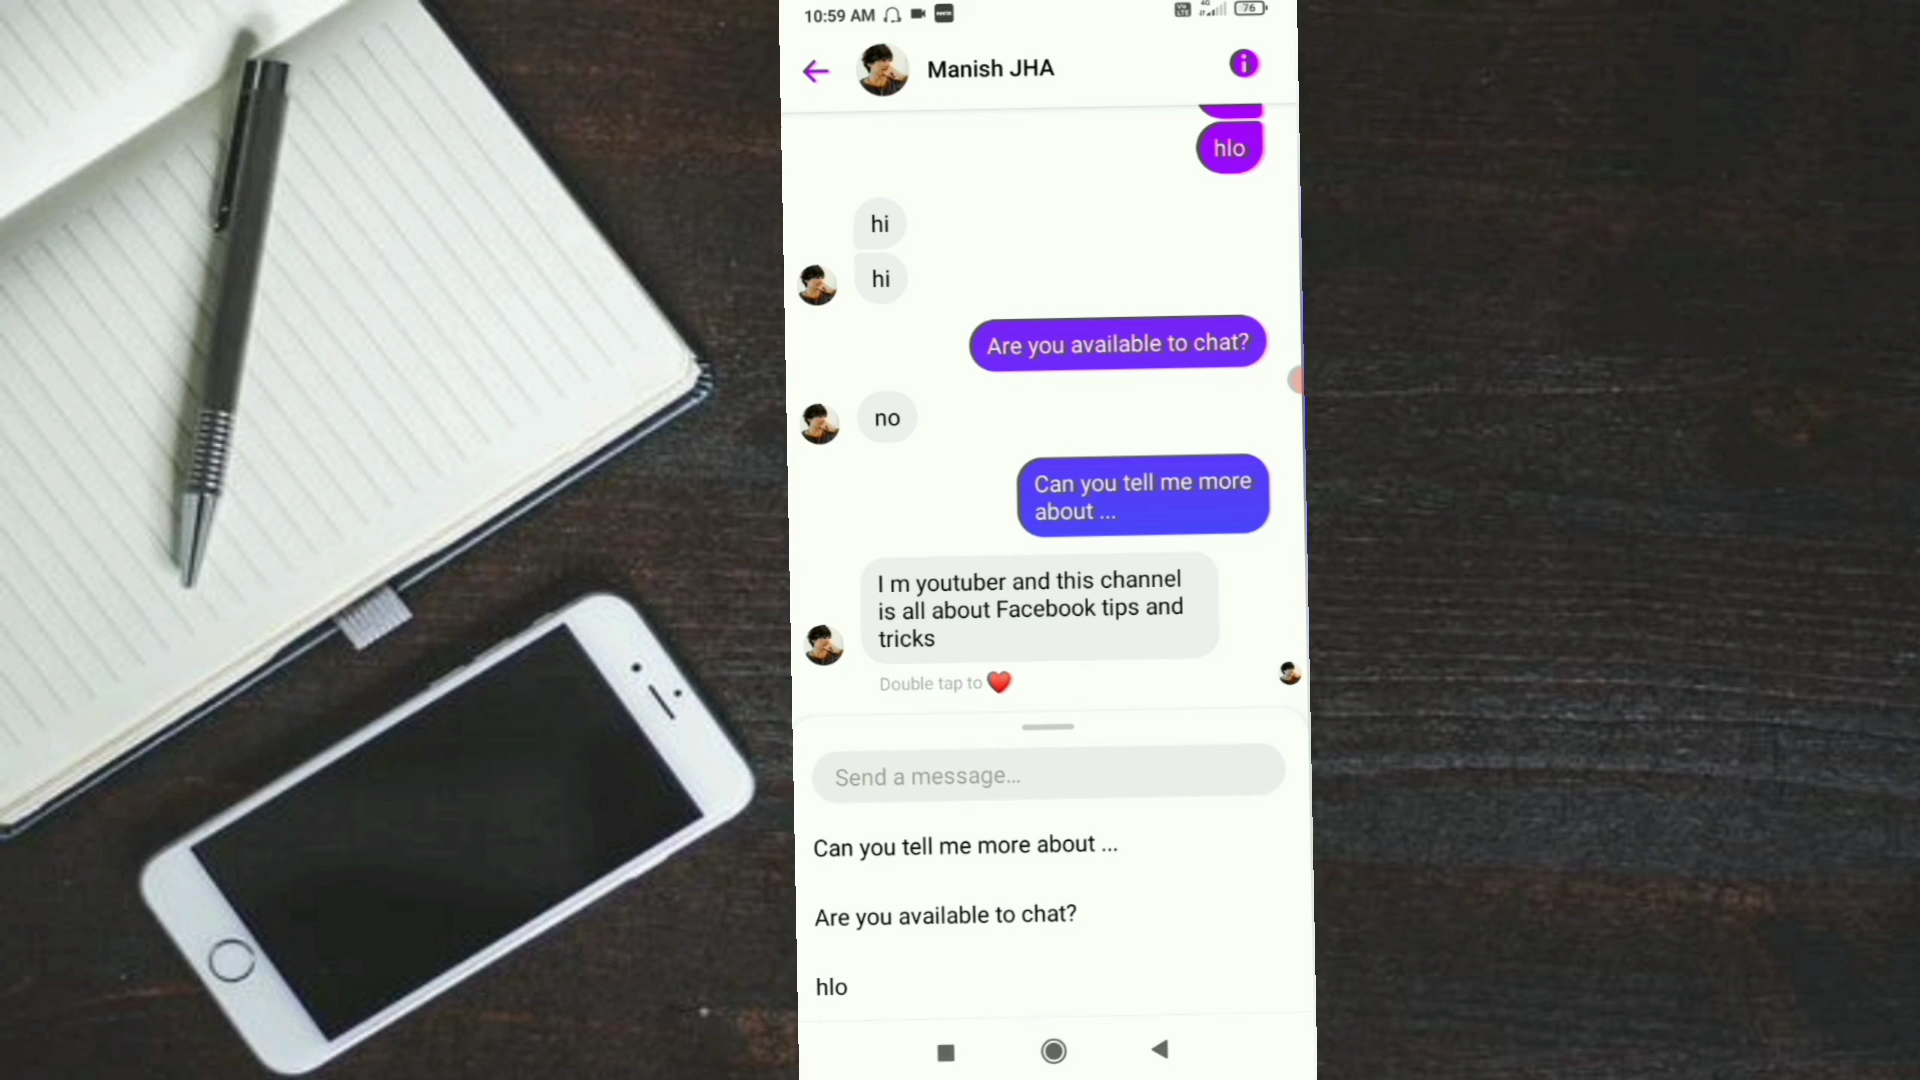 10:59 AM
76
Manish JHA
hlo
hi
hi
Are you available to chat?
no
Can you tell me more
about ...
I m youtuber and this channel
is all about Facebook tips and
tricks
Double tap to
Send a message...
Can you tell me more about ...
Are you available to chat?
hlo